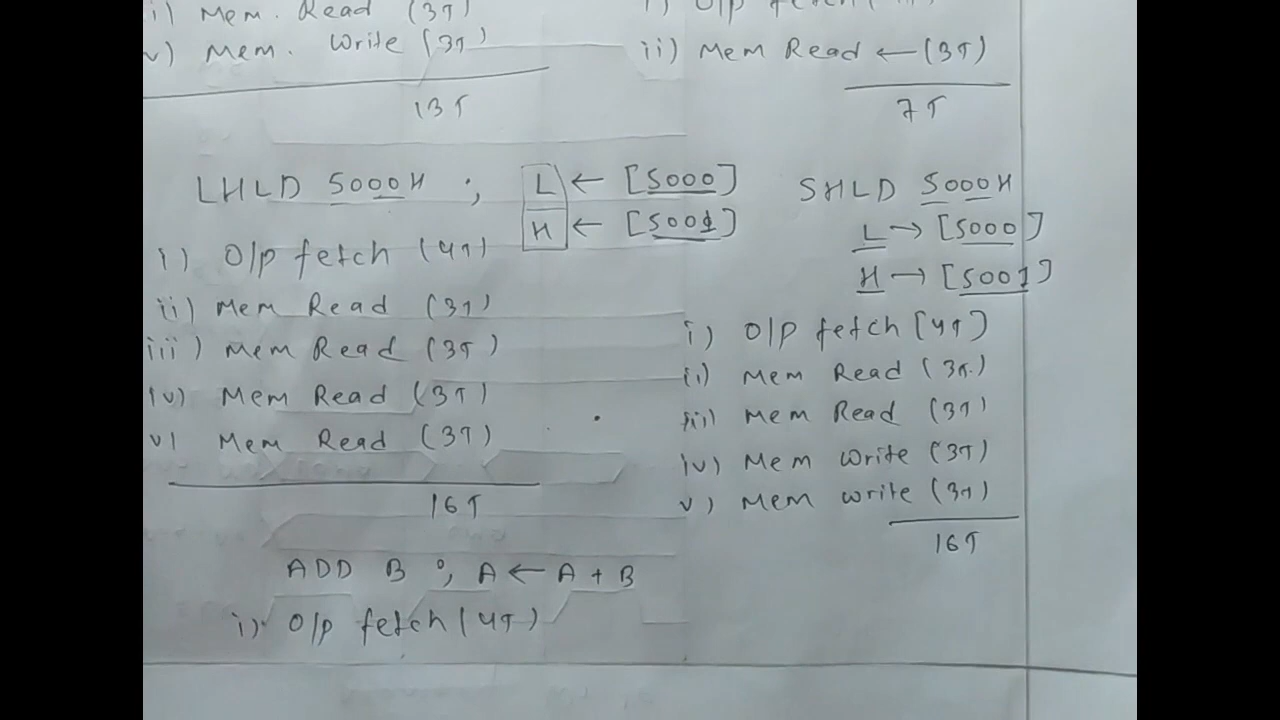 i) Mem. Read (3T)
v) Mem. Write (3T)
13T
i) O/p fetch (
ii) Mem Read ← (3T)
7T
LHLD 5000H ; L ← [5000]
H ← [5001]
i) O/p fetch (4T)
ii) Mem Read (3T)
iii) Mem Read (3T)
iv) Mem Read (3T)
v) Mem Read (3T)
16T
ADD B ; A ← A + B
i) O/p fetch (4T)
SHLD 5000H
L → [5000]
H → [5001]
i) O/p fetch [4T]
ii) Mem Read (3T)
iii) Mem Read (3T)
iv) Mem Write (3T)
v) Mem Write (3T)
16T